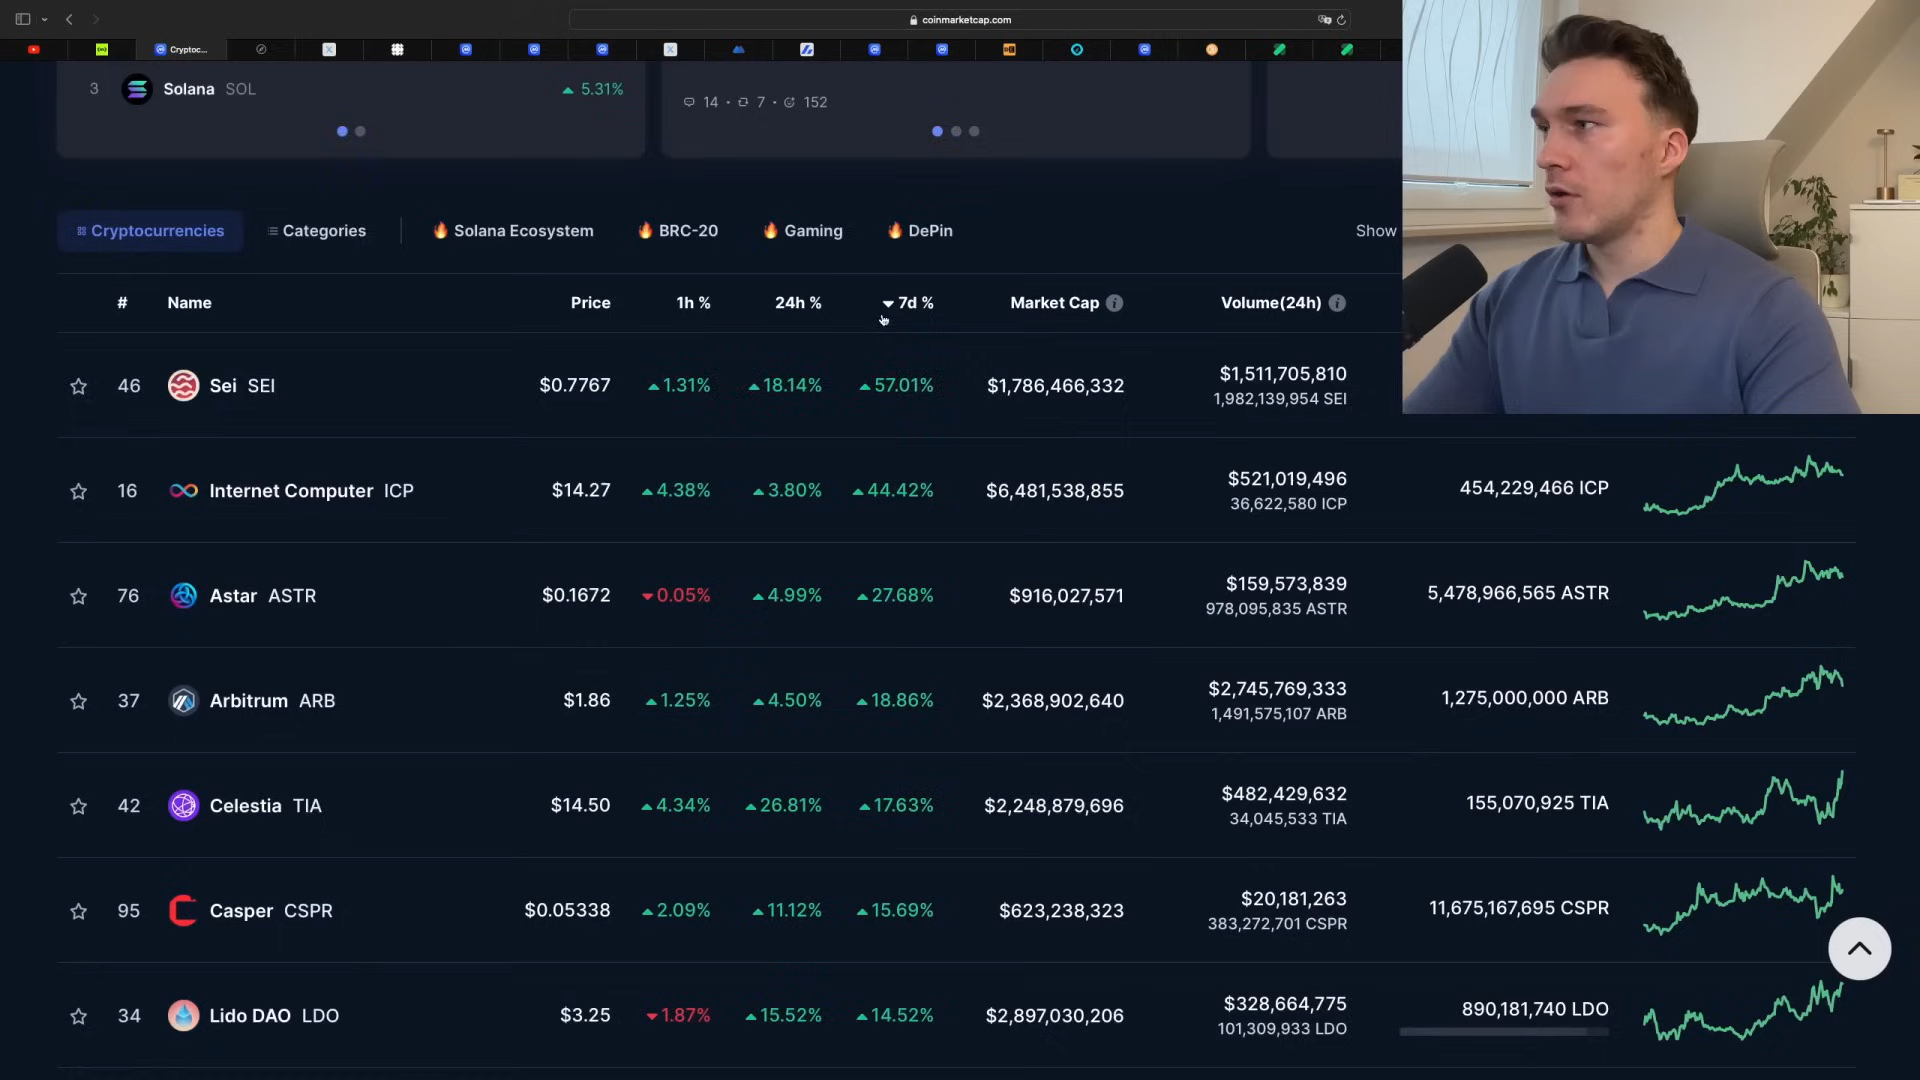 coinmarketcap.com
Cryptoc...
3 Solana SOL 5.31%
14 • 7 • 152
Cryptocurrencies Categories Solana Ecosystem BRC-20 Gaming DePin Show
# Name Price 1h % 24h % 7d % Market Cap Volume(24h)
46 Sei SEI $0.7767 1.31% 18.14% 57.01% $1,786,466,332 $1,511,705,810
1,982,139,954 SEI
16 Internet Computer ICP $14.27 4.38% 3.80% 44.42% $6,481,538,855 $521,019,496 454,229,466 ICP
36,622,580 ICP
76 Astar ASTR $0.1672 0.05% 4.99% 27.68% $916,027,571 $159,573,839 5,478,966,565 ASTR
978,095,835 ASTR
37 Arbitrum ARB $1.86 1.25% 4.50% 18.86% $2,368,902,640 $2,745,769,333 1,275,000,000 ARB
1,491,575,107 ARB
42 Celestia TIA $14.50 4.34% 26.81% 17.63% $2,248,879,696 $482,429,632 155,070,925 TIA
34,045,533 TIA
95 Casper CSPR $0.05338 2.09% 11.12% 15.69% $623,238,323 $20,181,263 11,675,167,695 CSPR
383,272,701 CSPR
34 Lido DAO LDO $3.25 1.87% 15.52% 14.52% $2,897,030,206 $328,664,775 890,181,740 LDO
101,309,933 LDO